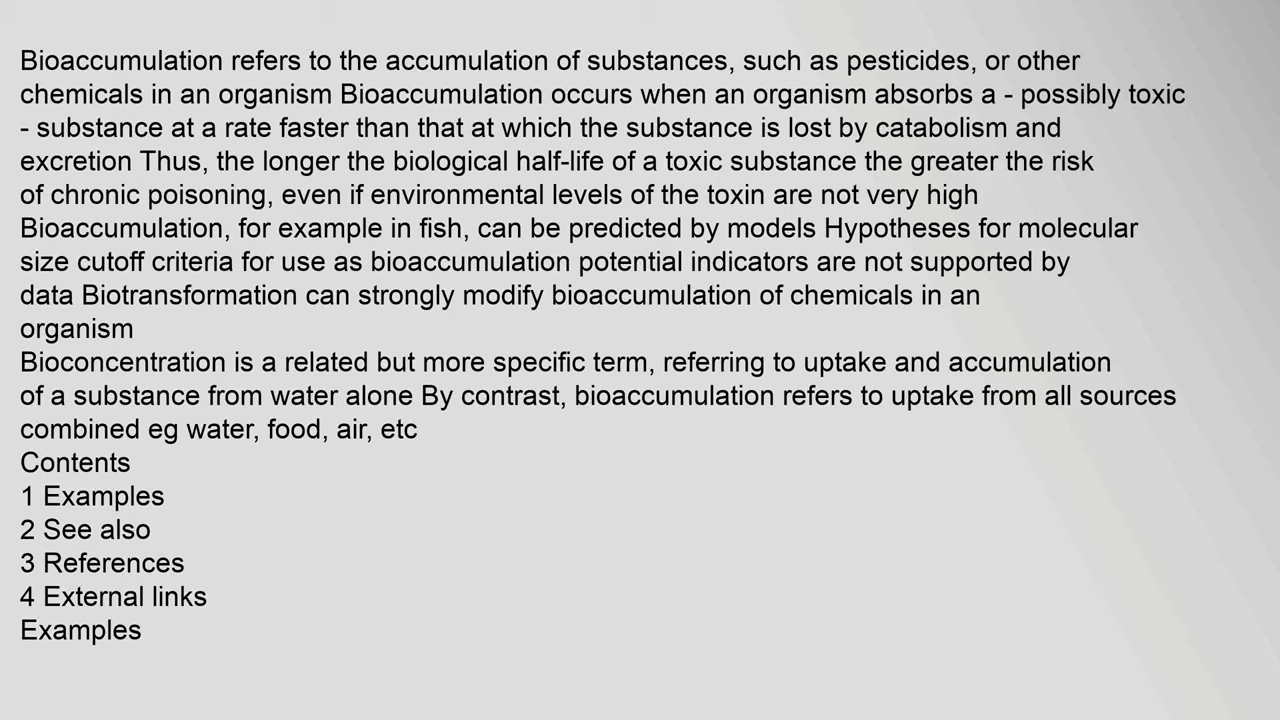 Bioaccumulation refers to the accumulation of substances, such as pesticides, or other
chemicals in an organism Bioaccumulation occurs when an organism absorbs a - possibly toxic
- substance at a rate faster than that at which the substance is lost by catabolism and
excretion Thus, the longer the biological half-life of a toxic substance the greater the risk
of chronic poisoning, even if environmental levels of the toxin are not very high
Bioaccumulation, for example in fish, can be predicted by models Hypotheses for molecular
size cutoff criteria for use as bioaccumulation potential indicators are not supported by
data Biotransformation can strongly modify bioaccumulation of chemicals in an
organism
Bioconcentration is a related but more specific term, referring to uptake and accumulation
of a substance from water alone By contrast, bioaccumulation refers to uptake from all sources
combined eg water, food, air, etc
Contents
1 Examples
2 See also
3 References
4 External links
Examples